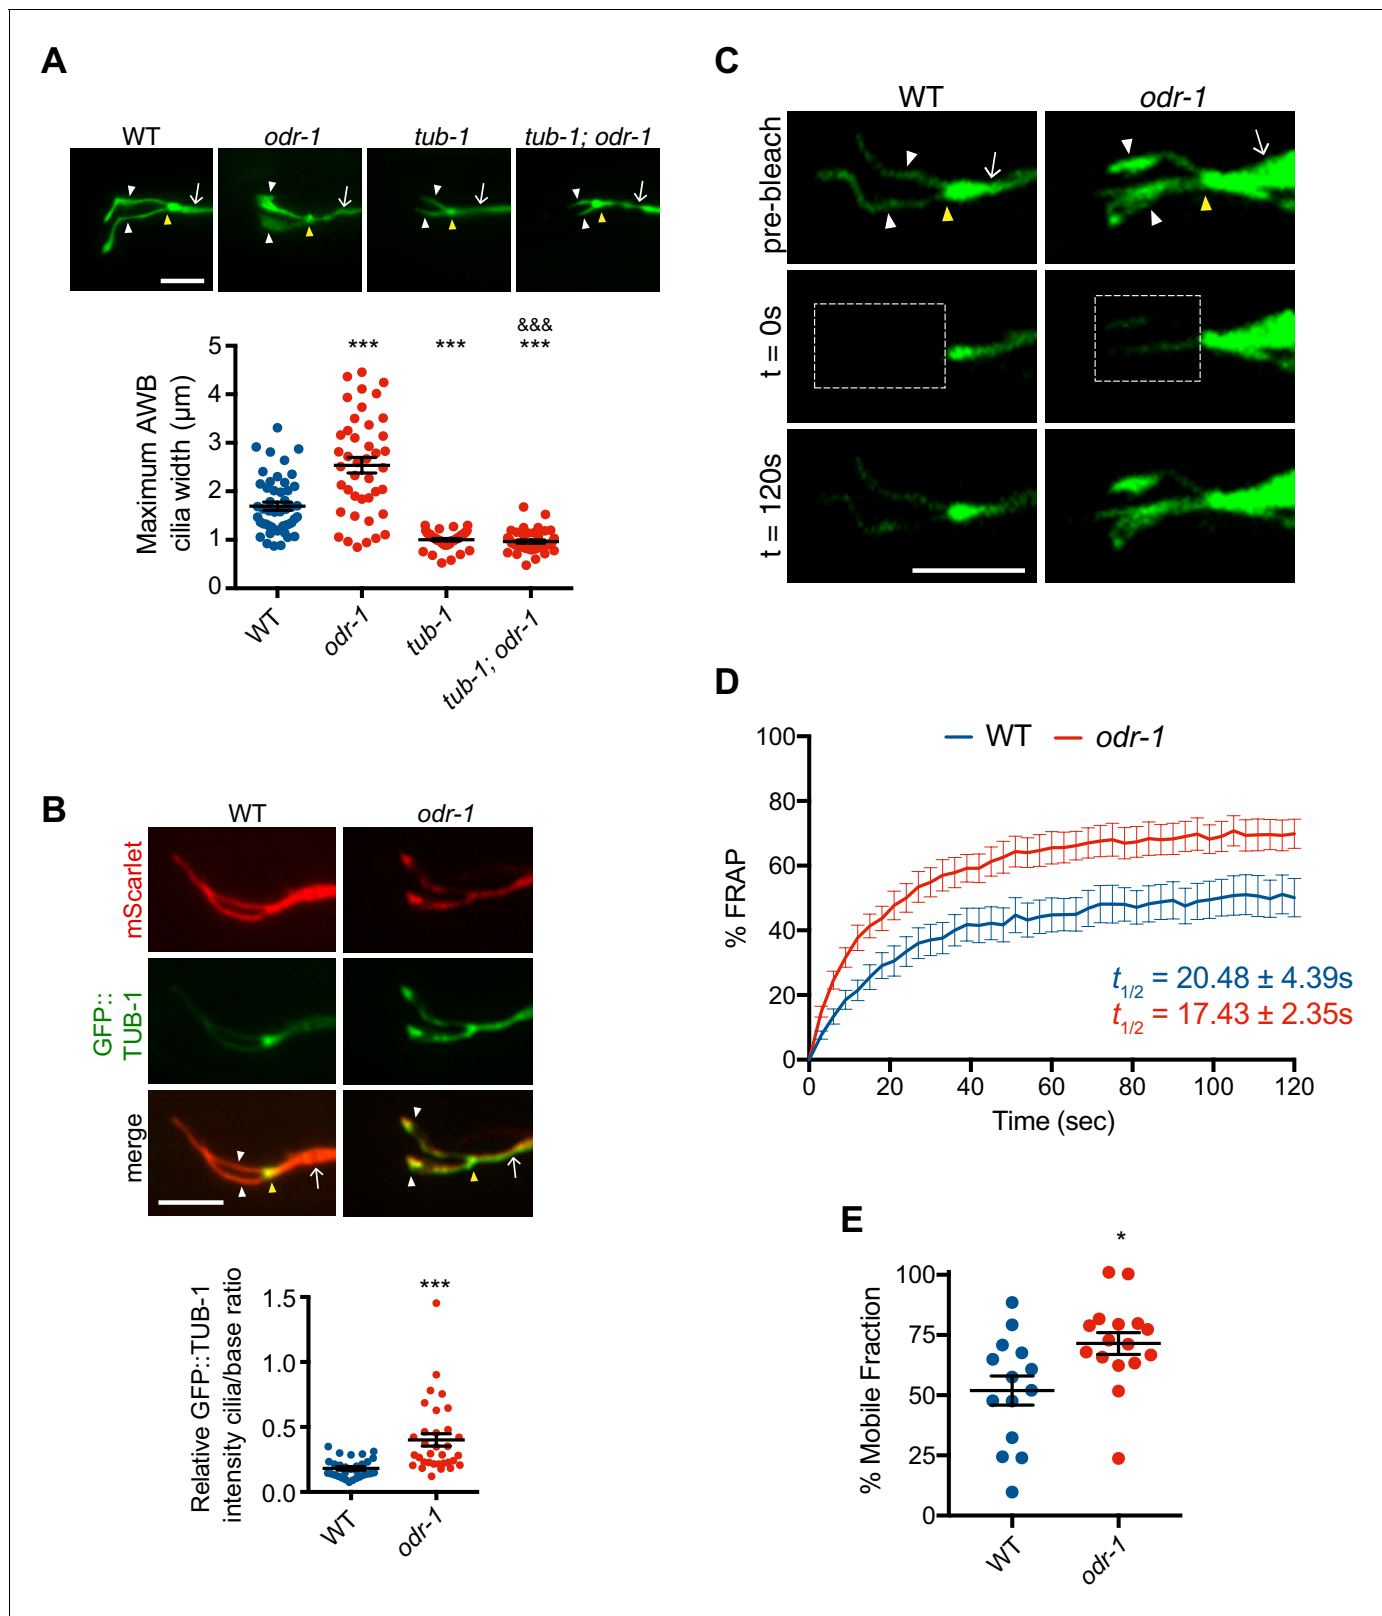 A
WT odr-1 tub-1 tub-1; odr-1
Maximum AWB
cilia width (µm)
5
4
3
2
1
0
*** *** &&& ***
WT odr-1 tub-1 tub-1; odr-1
B
WT odr-1
mScarlet
GFP::
TUB-1
merge
Relative GFP::TUB-1
intensity cilia/base ratio
1.5
1.0
0.5
0.0
***
WT odr-1
C
WT odr-1
pre-bleach
t = 0s
t = 120s
D
WT odr-1
% FRAP
100
80
60
40
20
0
t1/2 = 20.48 ± 4.39s
t1/2 = 17.43 ± 2.35s
0 20 40 60 80 100 120
Time (sec)
E
% Mobile Fraction
100
75
50
25
0
*
WT odr-1